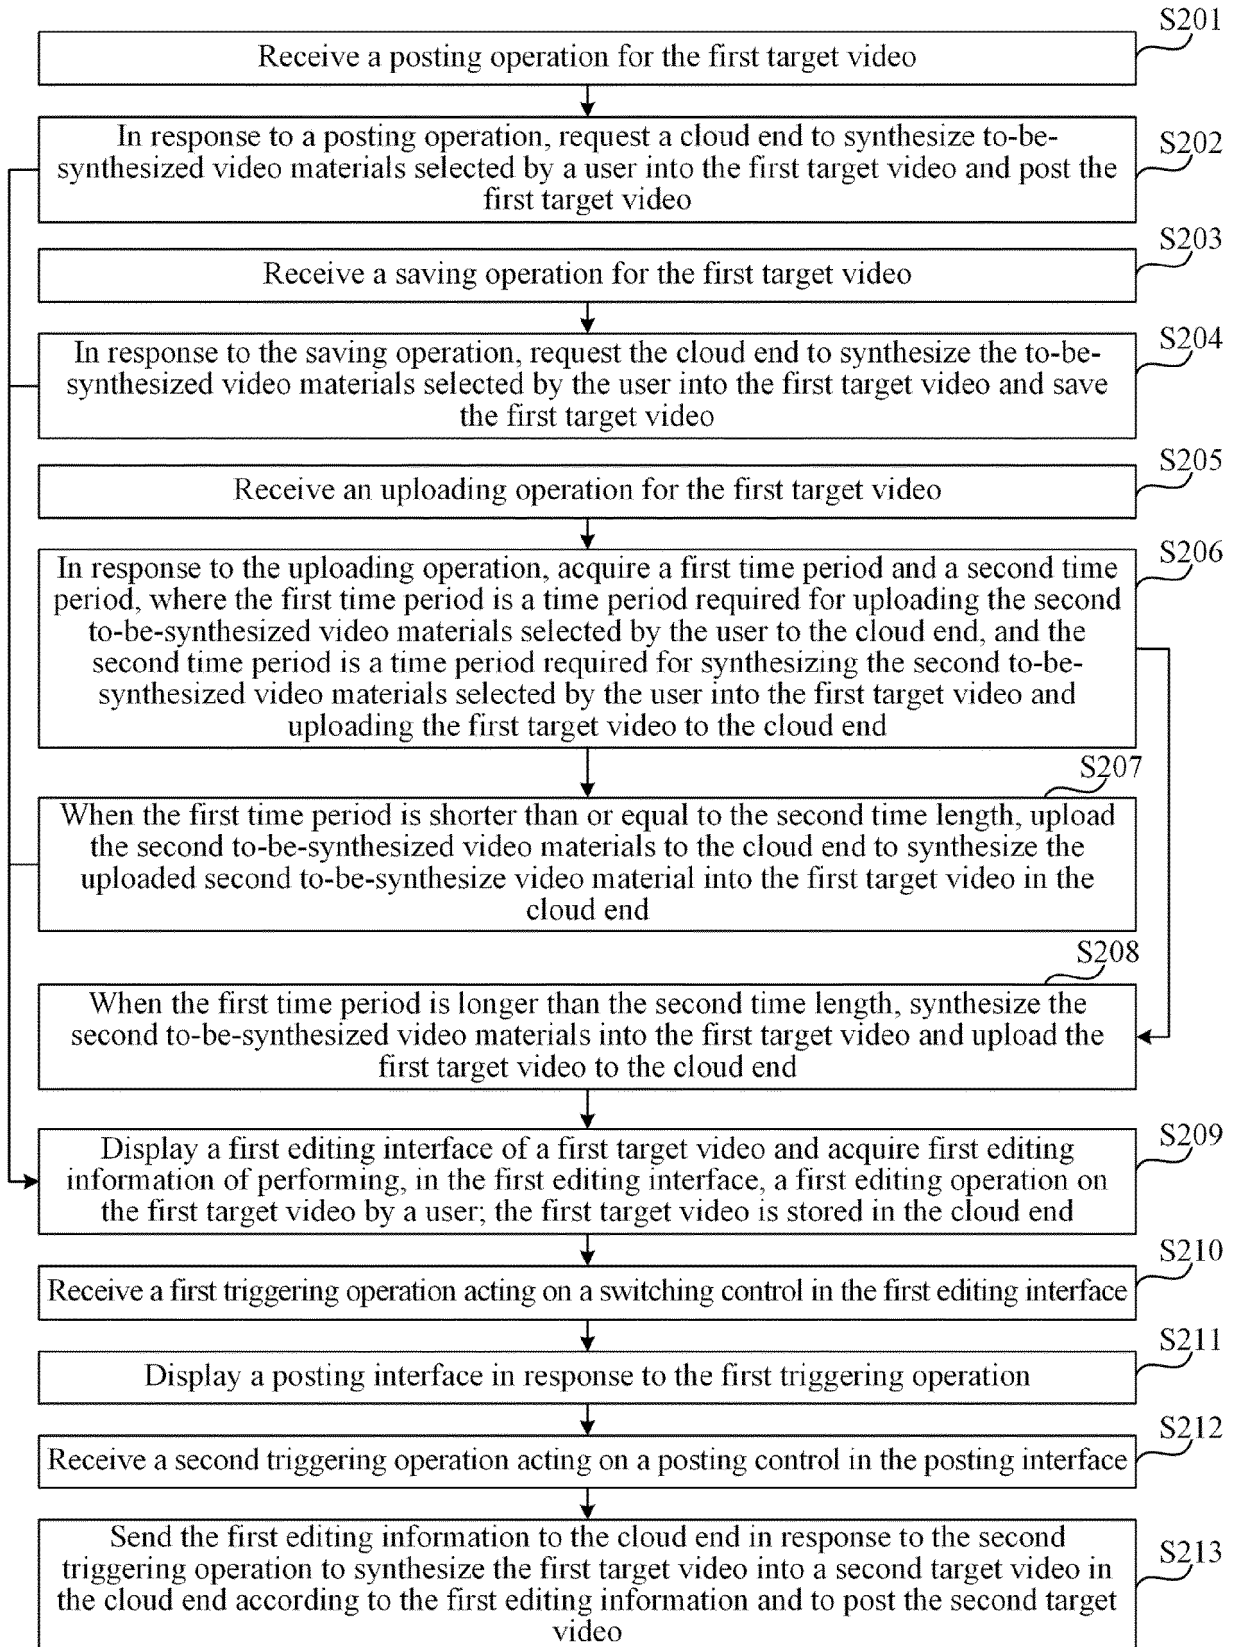 S201
Receive a posting operation for the first target video
In response to a posting operation, request a cloud end to synthesize to-be-
synthesized video materials selected by a user into the first target video and post the
first target video
S202
S203
Receive a saving operation for the first target video
S204
In response to the saving operation, request the cloud end to synthesize the to-be-
synthesized video materials selected by the user into the first target video and save
the first target video
S205
Receive an uploading operation for the first target video
S206
In response to the uploading operation, acquire a first time period and a second time
period, where the first time period is a time period required for uploading the second
to-be-synthesized video materials selected by the user to the cloud end, and the
second time period is a time period required for synthesizing the second to-be-
synthesized video materials selected by the user into the first target video and
uploading the first target video to the cloud end
S207
When the first time period is shorter than or equal to the second time length, upload
the second to-be-synthesized video materials to the cloud end to synthesize the
uploaded second to-be-synthesize video material into the first target video in the
cloud end
S208
When the first time period is longer than the second time length, synthesize the
second to-be-synthesized video materials into the first target video and upload the
first target video to the cloud end
S209
Display a first editing interface of a first target video and acquire first editing
information of performing, in the first editing interface, a first editing operation on
the first target video by a user; the first target video is stored in the cloud end
S210
Receive a first triggering operation acting on a switching control in the first editing interface
S211
Display a posting interface in response to the first triggering operation
S212
Receive a second triggering operation acting on a posting control in the posting interface
Send the first editing information to the cloud end in response to the second
triggering operation to synthesize the first target video into a second target video in
the cloud end according to the first editing information and to post the second target
video
S213